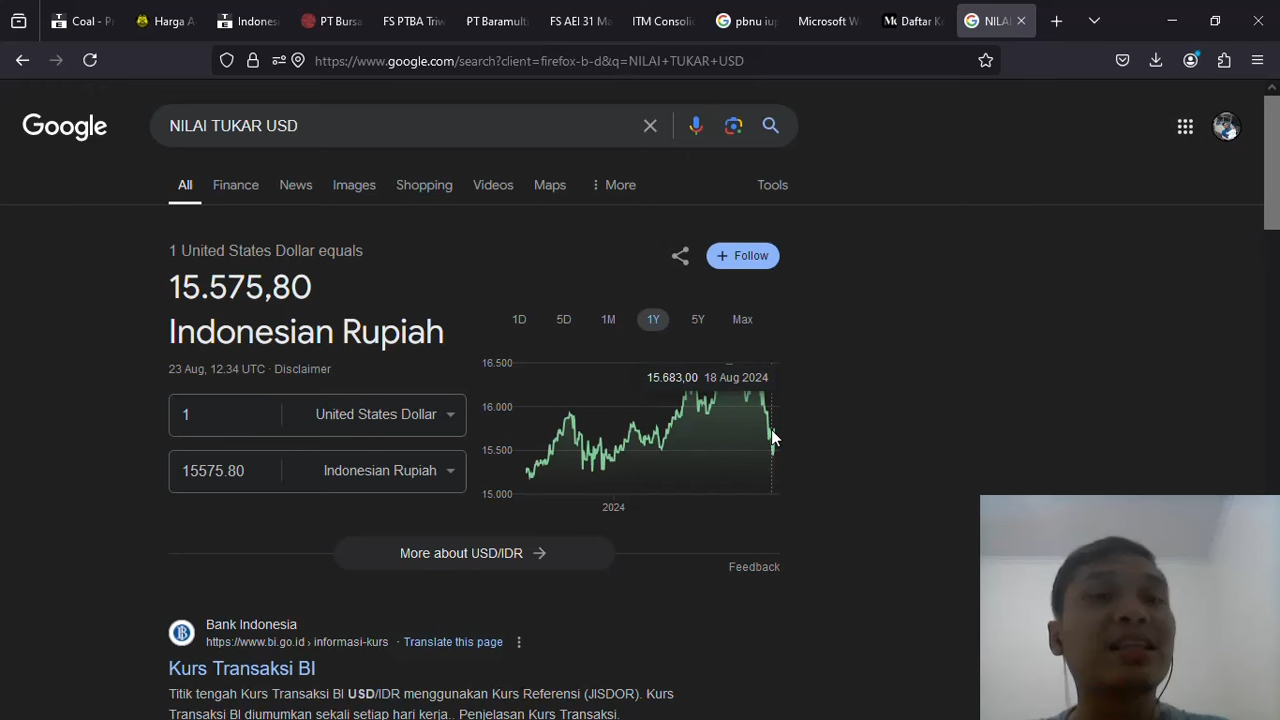 Coal - P
Harga A
Indones
PT Bursa
FS PTBA Triw
PT Baramult
FS AEI 31 Ma
ITM Consolid
pbnu iup
Microsoft W
Daftar K
NILAI
https://www.google.com/search?client=firefox-b-d&q=NILAI+TUKAR+USD
Google
NILAI TUKAR USD
All
Finance
News
Images
Shopping
Videos
Maps
More
Tools
1 United States Dollar equals
15.575,80
Indonesian Rupiah
23 Aug, 12.34 UTC · Disclaimer
+ Follow
1D
5D
1M
1Y
5Y
Max
1
United States Dollar
15575.80
Indonesian Rupiah
16.500
15.683,00 18 Aug 2024
16.000
15.500
15.000
2024
More about USD/IDR
Feedback
Bank Indonesia
https://www.bi.go.id › informasi-kurs · Translate this page
Kurs Transaksi BI
Titik tengah Kurs Transaksi BI USD/IDR menggunakan Kurs Referensi (JISDOR). Kurs
Transaksi BI diumumkan sekali setiap hari kerja.. Penjelasan Kurs Transaksi.